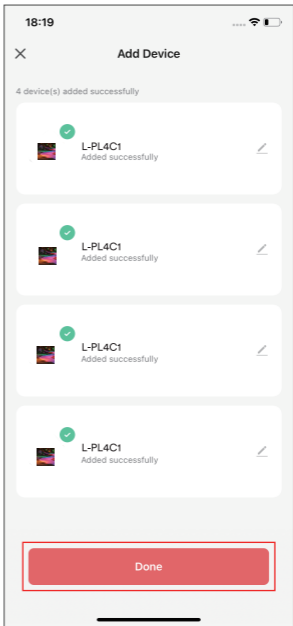 18:19
Add Device
4 device(s) added successfully
L-PL4C1
Added successfully
L-PL4C1
Added successfully
L-PL4C1
Added successfully
L-PL4C1
Added successfully
Done